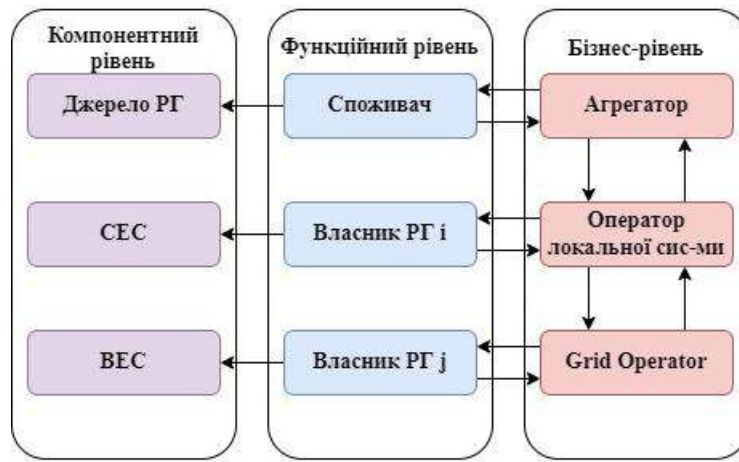 Компонентний
рівень
Джерело РГ
СЕС
ВЕС
Функційний рівень
Споживач
Власник РГ i
Власник РГ j
Бізнес-рівень
Агрегатор
Оператор
локальної сис-ми
Grid Operator